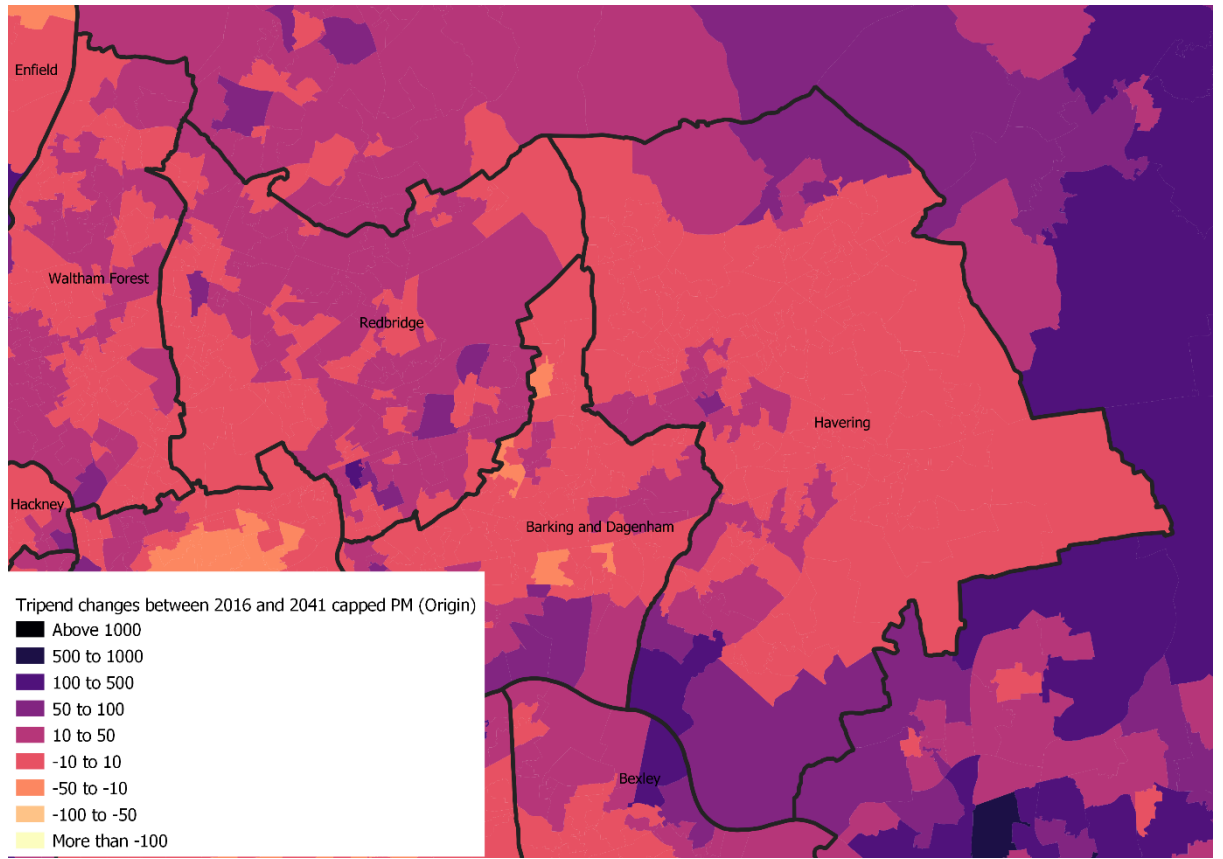 Enfield
Waltham Forest
Redbridge
Havering
Hackney
Barking and Dagenham
Bexley
Tripend changes between 2016 and 2041 capped PM (Origin)
Above 1000
500 to 1000
100 to 500
50 to 100
10 to 50
-10 to 10
-50 to -10
-100 to -50
More than -100